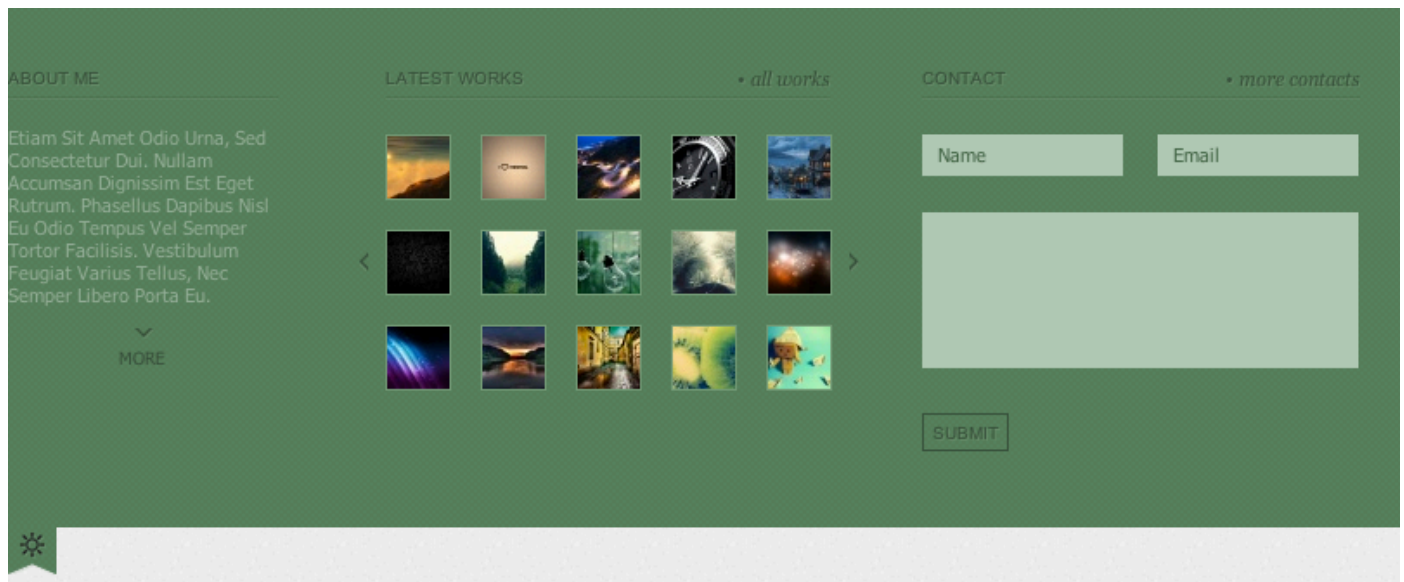 ABOUT ME
Etiam Sit Amet Odio Urna, Sed
Consectetur Dui. Nullam
Accumsan Dignissim Est Eget
Rutrum. Phasellus Dapibus Nisl
Eu Odio Tempus Vel Semper
Tortor Facilisis. Vestibulum
Feugiat Varius Tellus, Nec
Semper Libero Porta Eu.
MORE
LATEST WORKS
• all works
CONTACT
• more contacts
Name
Email
SUBMIT